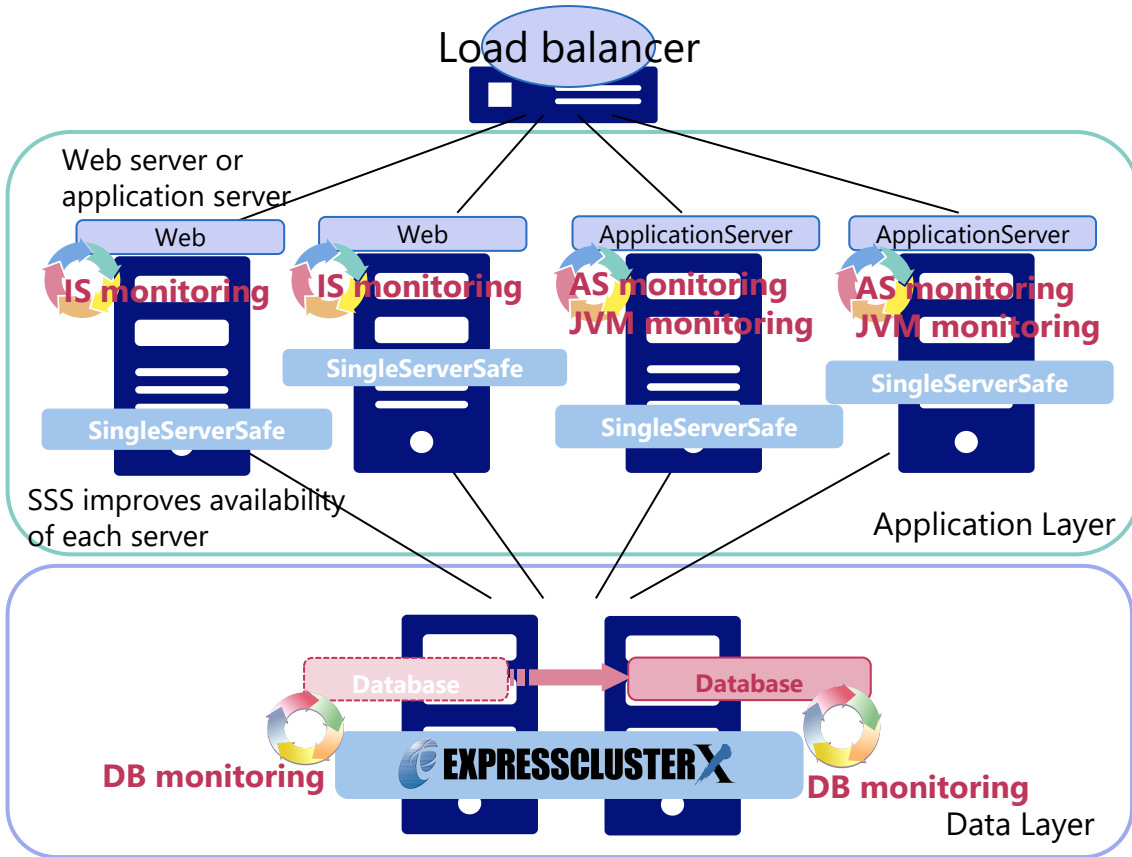 Load balancer
Web server or
application server
Web
Web
ApplicationServer
ApplicationServer
IS monitoring
IS monitoring
AS monitoring
JVM monitoring
AS monitoring
JVM monitoring
SingleServerSafe
SingleServerSafe
SingleServerSafe
SingleServerSafe
SSS improves availability
of each server
Application Layer
Database
Database
EXPRESSCLUSTER X
DB monitoring
DB monitoring
Data Layer